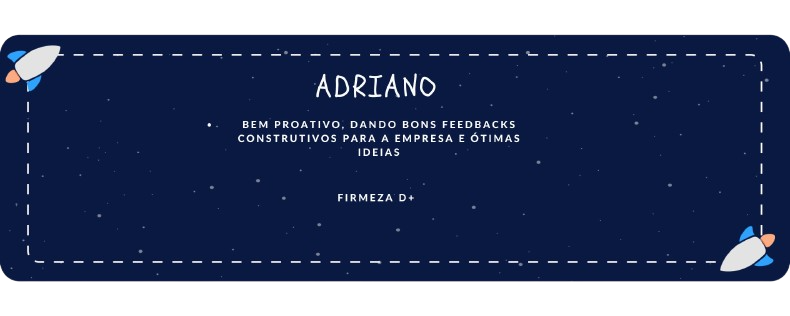 ADRIANO
• BEM PROATIVO, DANDO BONS FEEDBACKS
CONSTRUTIVOS PARA A EMPRESA E ÓTIMAS
IDEIAS
FIRMEZA D+